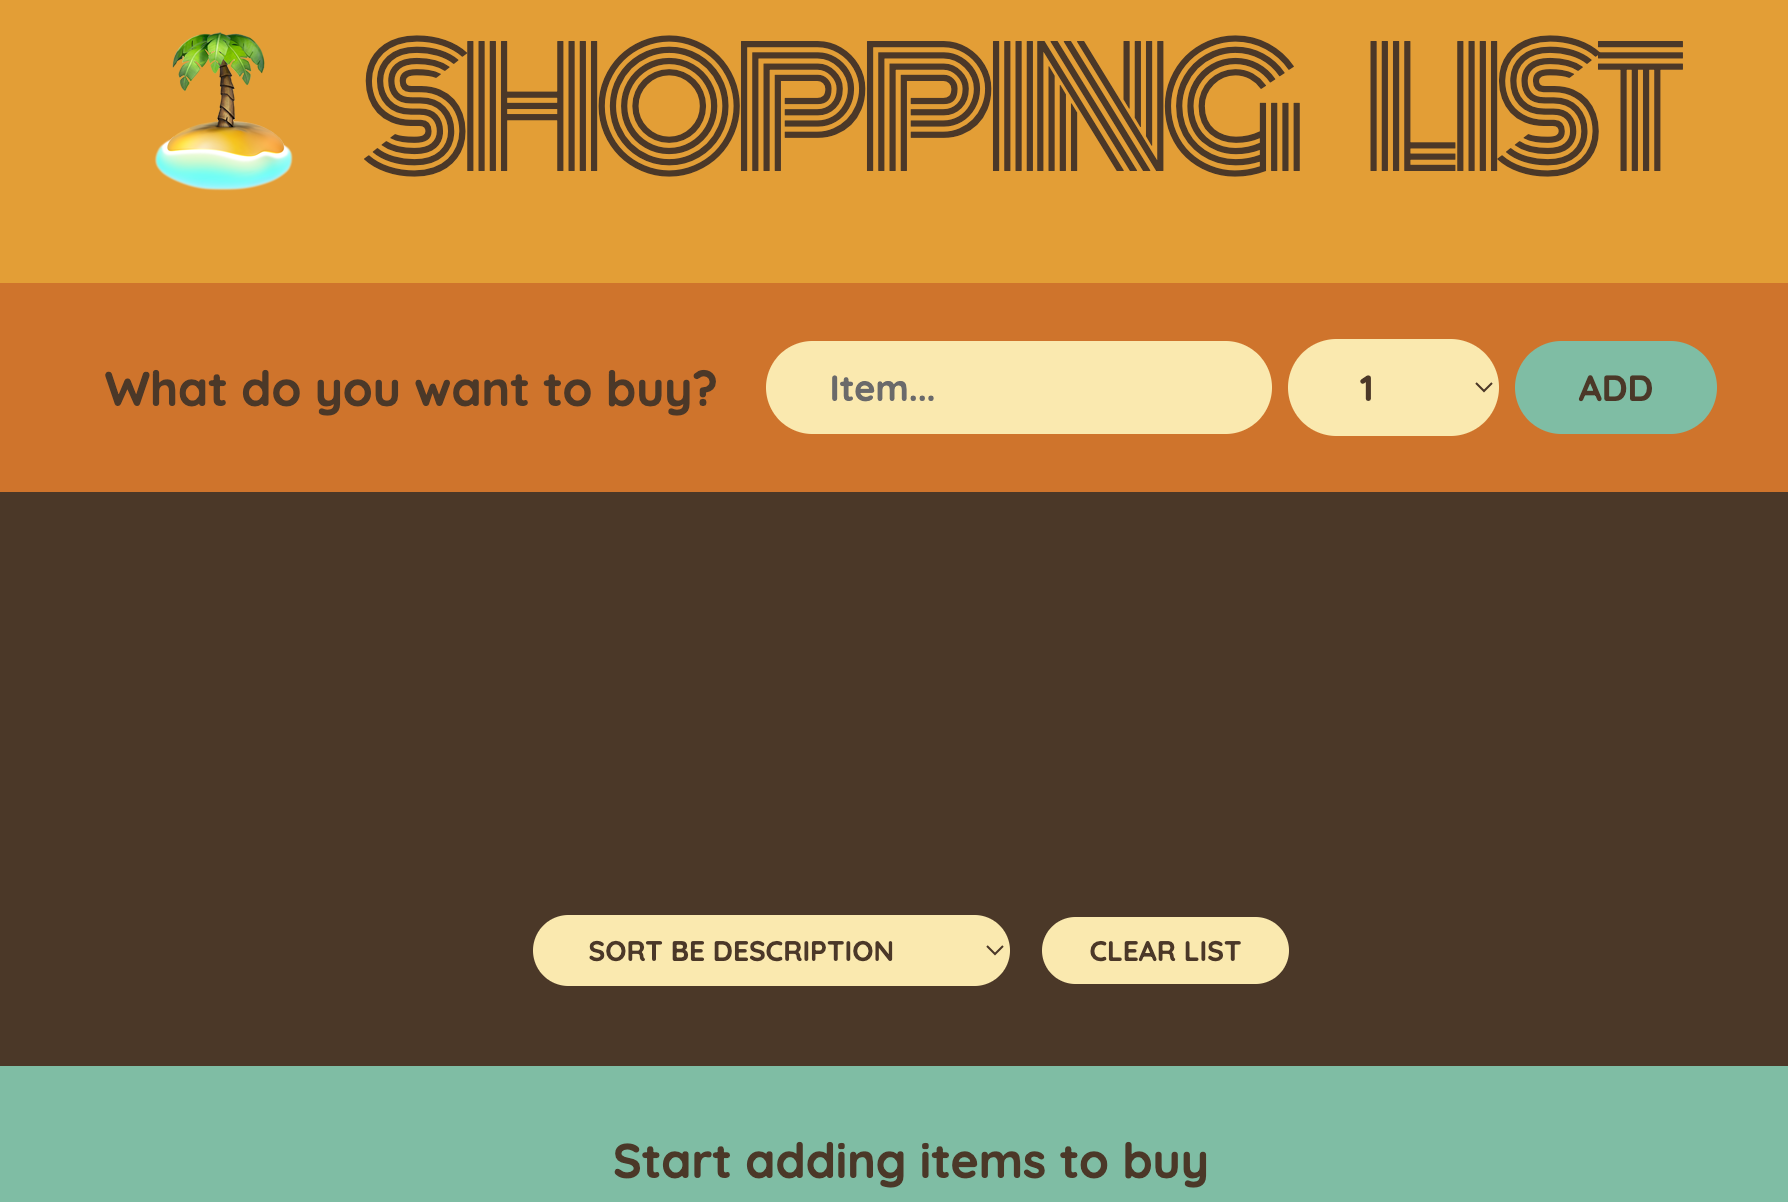 SHOPPING LIST
What do you want to buy? Item... 1 ADD
SORT BE DESCRIPTION CLEAR LIST
Start adding items to buy